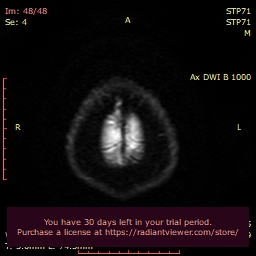 Im: 48/48
Se: 4
A
STP71
STP71
M
Ax DWI B 1000
R
L
You have 30 days left in your trial period.
Purchase a license at https://radiantviewer.com/store/